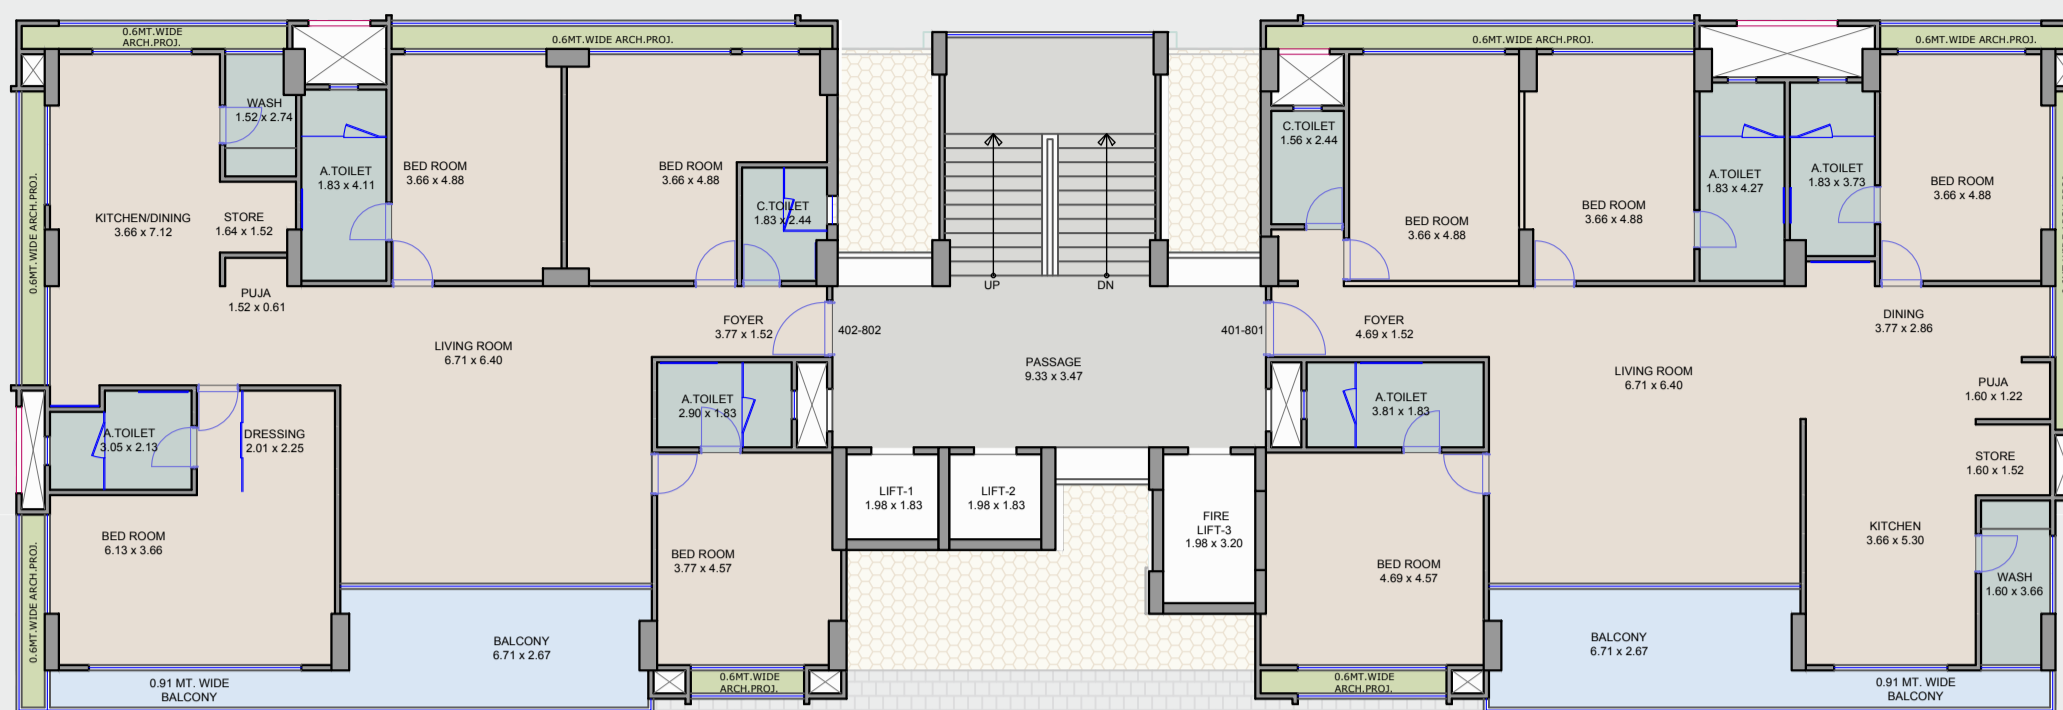 0.6MT.WIDE
ARCH.PROJ.
0.6MT.WIDE ARCH.PROJ.
0.6MT.WIDE ARCH.PROJ.
0.6MT.WIDE ARCH.PROJ.
WASH
1.52 x 2.74
A.TOILET
1.83 x 4.11
BED ROOM
3.66 x 4.88
BED ROOM
3.66 x 4.88
C.TOILET
1.83 x 2.44
KITCHEN/DINING
3.66 x 7.12
STORE
1.64 x 1.52
PUJA
1.52 x 0.61
0.6MT.WIDE ARCH.PROJ.
LIVING ROOM
6.71 x 6.40
FOYER
3.77 x 1.52
402-802
A.TOILET
2.90 x 1.83
A.TOILET
3.05 x 2.13
DRESSING
2.01 x 2.25
BED ROOM
6.13 x 3.66
0.6MT.WIDE ARCH.PROJ.
BED ROOM
3.77 x 4.57
BALCONY
6.71 x 2.67
0.91 MT. WIDE
BALCONY
0.6MT.WIDE
ARCH.PROJ.
UP
DN
PASSAGE
9.33 x 3.47
LIFT-1
1.98 x 1.83
LIFT-2
1.98 x 1.83
FIRE
LIFT-3
1.98 x 3.20
C.TOILET
1.56 x 2.44
BED ROOM
3.66 x 4.88
BED ROOM
3.66 x 4.88
A.TOILET
1.83 x 4.27
A.TOILET
1.83 x 3.73
BED ROOM
3.66 x 4.88
401-801
FOYER
4.69 x 1.52
DINING
3.77 x 2.86
LIVING ROOM
6.71 x 6.40
PUJA
1.60 x 1.22
A.TOILET
3.81 x 1.83
STORE
1.60 x 1.52
KITCHEN
3.66 x 5.30
BED ROOM
4.69 x 4.57
WASH
1.60 x 3.66
BALCONY
6.71 x 2.67
0.6MT.WIDE
ARCH.PROJ.
0.91 MT. WIDE
BALCONY